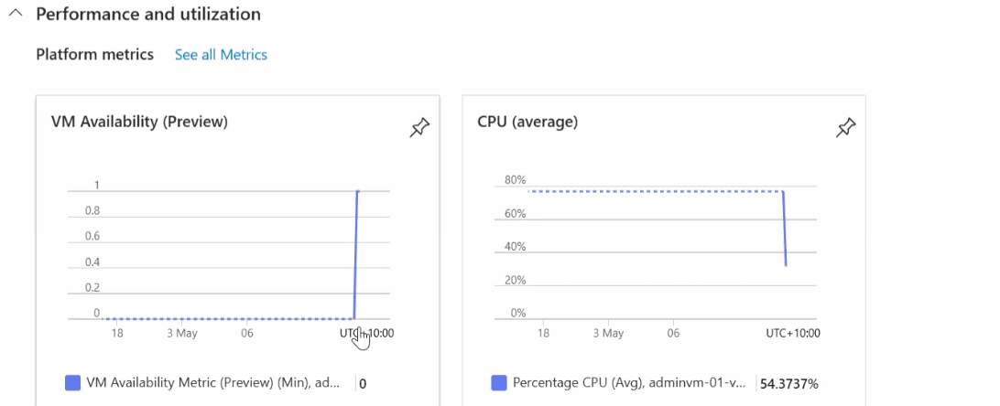 Performance and utilization
Platform metrics See all Metrics
VM Availability (Preview)
1
0.8
0.6
0.4
0.2
0
18 3 May 06 UTC+10:00
VM Availability Metric (Preview) (Min), ad... 0
CPU (average)
80%
60%
40%
20%
0%
18 3 May 06 UTC+10:00
Percentage CPU (Avg), adminvm-01-v... 54.3737%